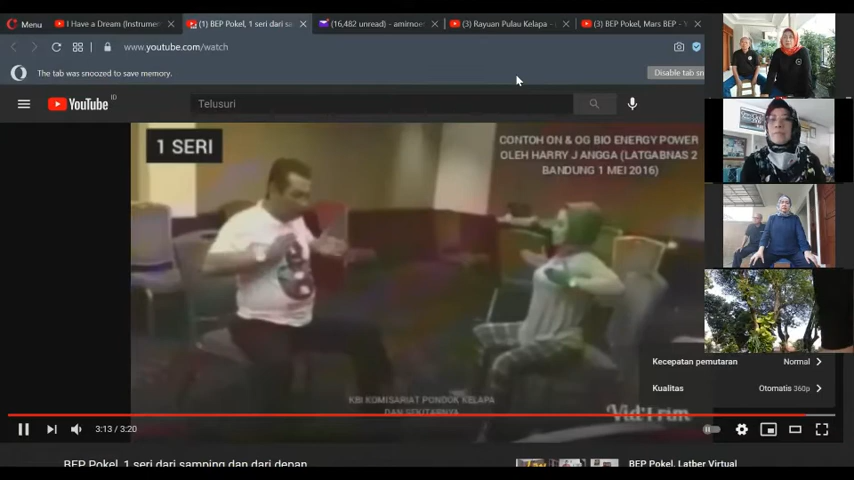 Menu
I Have a Dream (Instrumen
(1) BEP Pokel, 1 seri dari sa
(16,482 unread) - amirnoes
(3) Rayuan Pulau Kelapa -
(3) BEP Pokel, Mars BEP - Y
www.youtube.com/watch
The tab was snoozed to save memory.
Disable tab sn
YouTube ID
Telusuri
1 SERI
CONTOH ON & OG BIO ENERGY POWER
OLEH HARRY J ANGGA (LATGABNAS 2
BANDUNG 1 MEI 2016)
Kecepatan pemutaran Normal
Kualitas Otomatis 360p
KBI KOMISARIAT PONDOK KELAPA
DAN SEKITARNYA
VidTrim
3:13 / 3:20
BEP Pokel, 1 seri dari samping dan dari depan
BEP Pokel, Latber Virtual